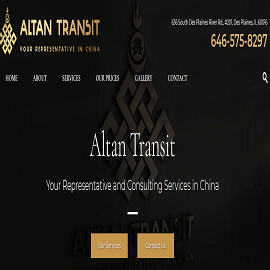 ALTAN TRANSIT
YOUR REPRESENTATIVE IN CHINA
656 South Des Plaines River Rd., #200, Des Plaines, IL 60016
646-575-8297
HOME ABOUT SERVICES OUR PRICES GALLERY CONTACT
Altan Transit
Your Representative and Consulting Services in China
ALTAN TRANSIT
Our Services Contact Us